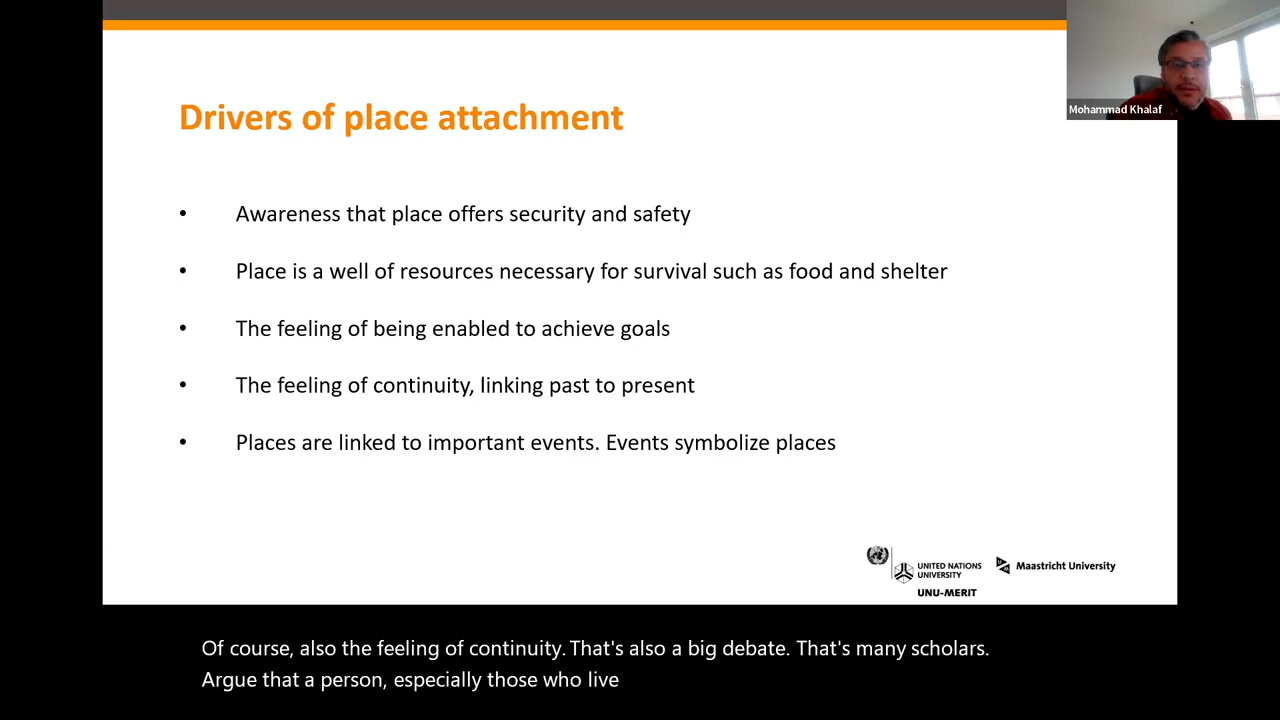 Mohammad Khalaf
Drivers of place attachment
• Awareness that place offers security and safety
• Place is a well of resources necessary for survival such as food and shelter
• The feeling of being enabled to achieve goals
• The feeling of continuity, linking past to present
• Places are linked to important events. Events symbolize places
UNITED NATIONS
UNIVERSITY
UNU-MERIT
Maastricht University
Of course, also the feeling of continuity. That's also a big debate. That's many scholars.
Argue that a person, especially those who live